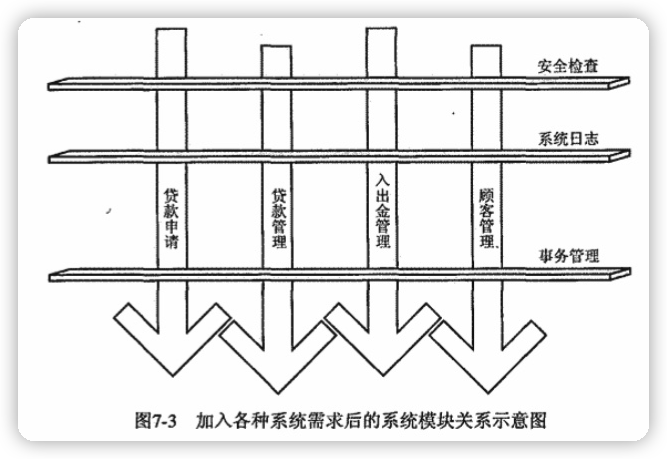 安全检查
系统日志
贷款申请
贷款管理
入出金管理
顾客管理
事务管理
图7-3 加入各种系统需求后的系统模块关系示意图